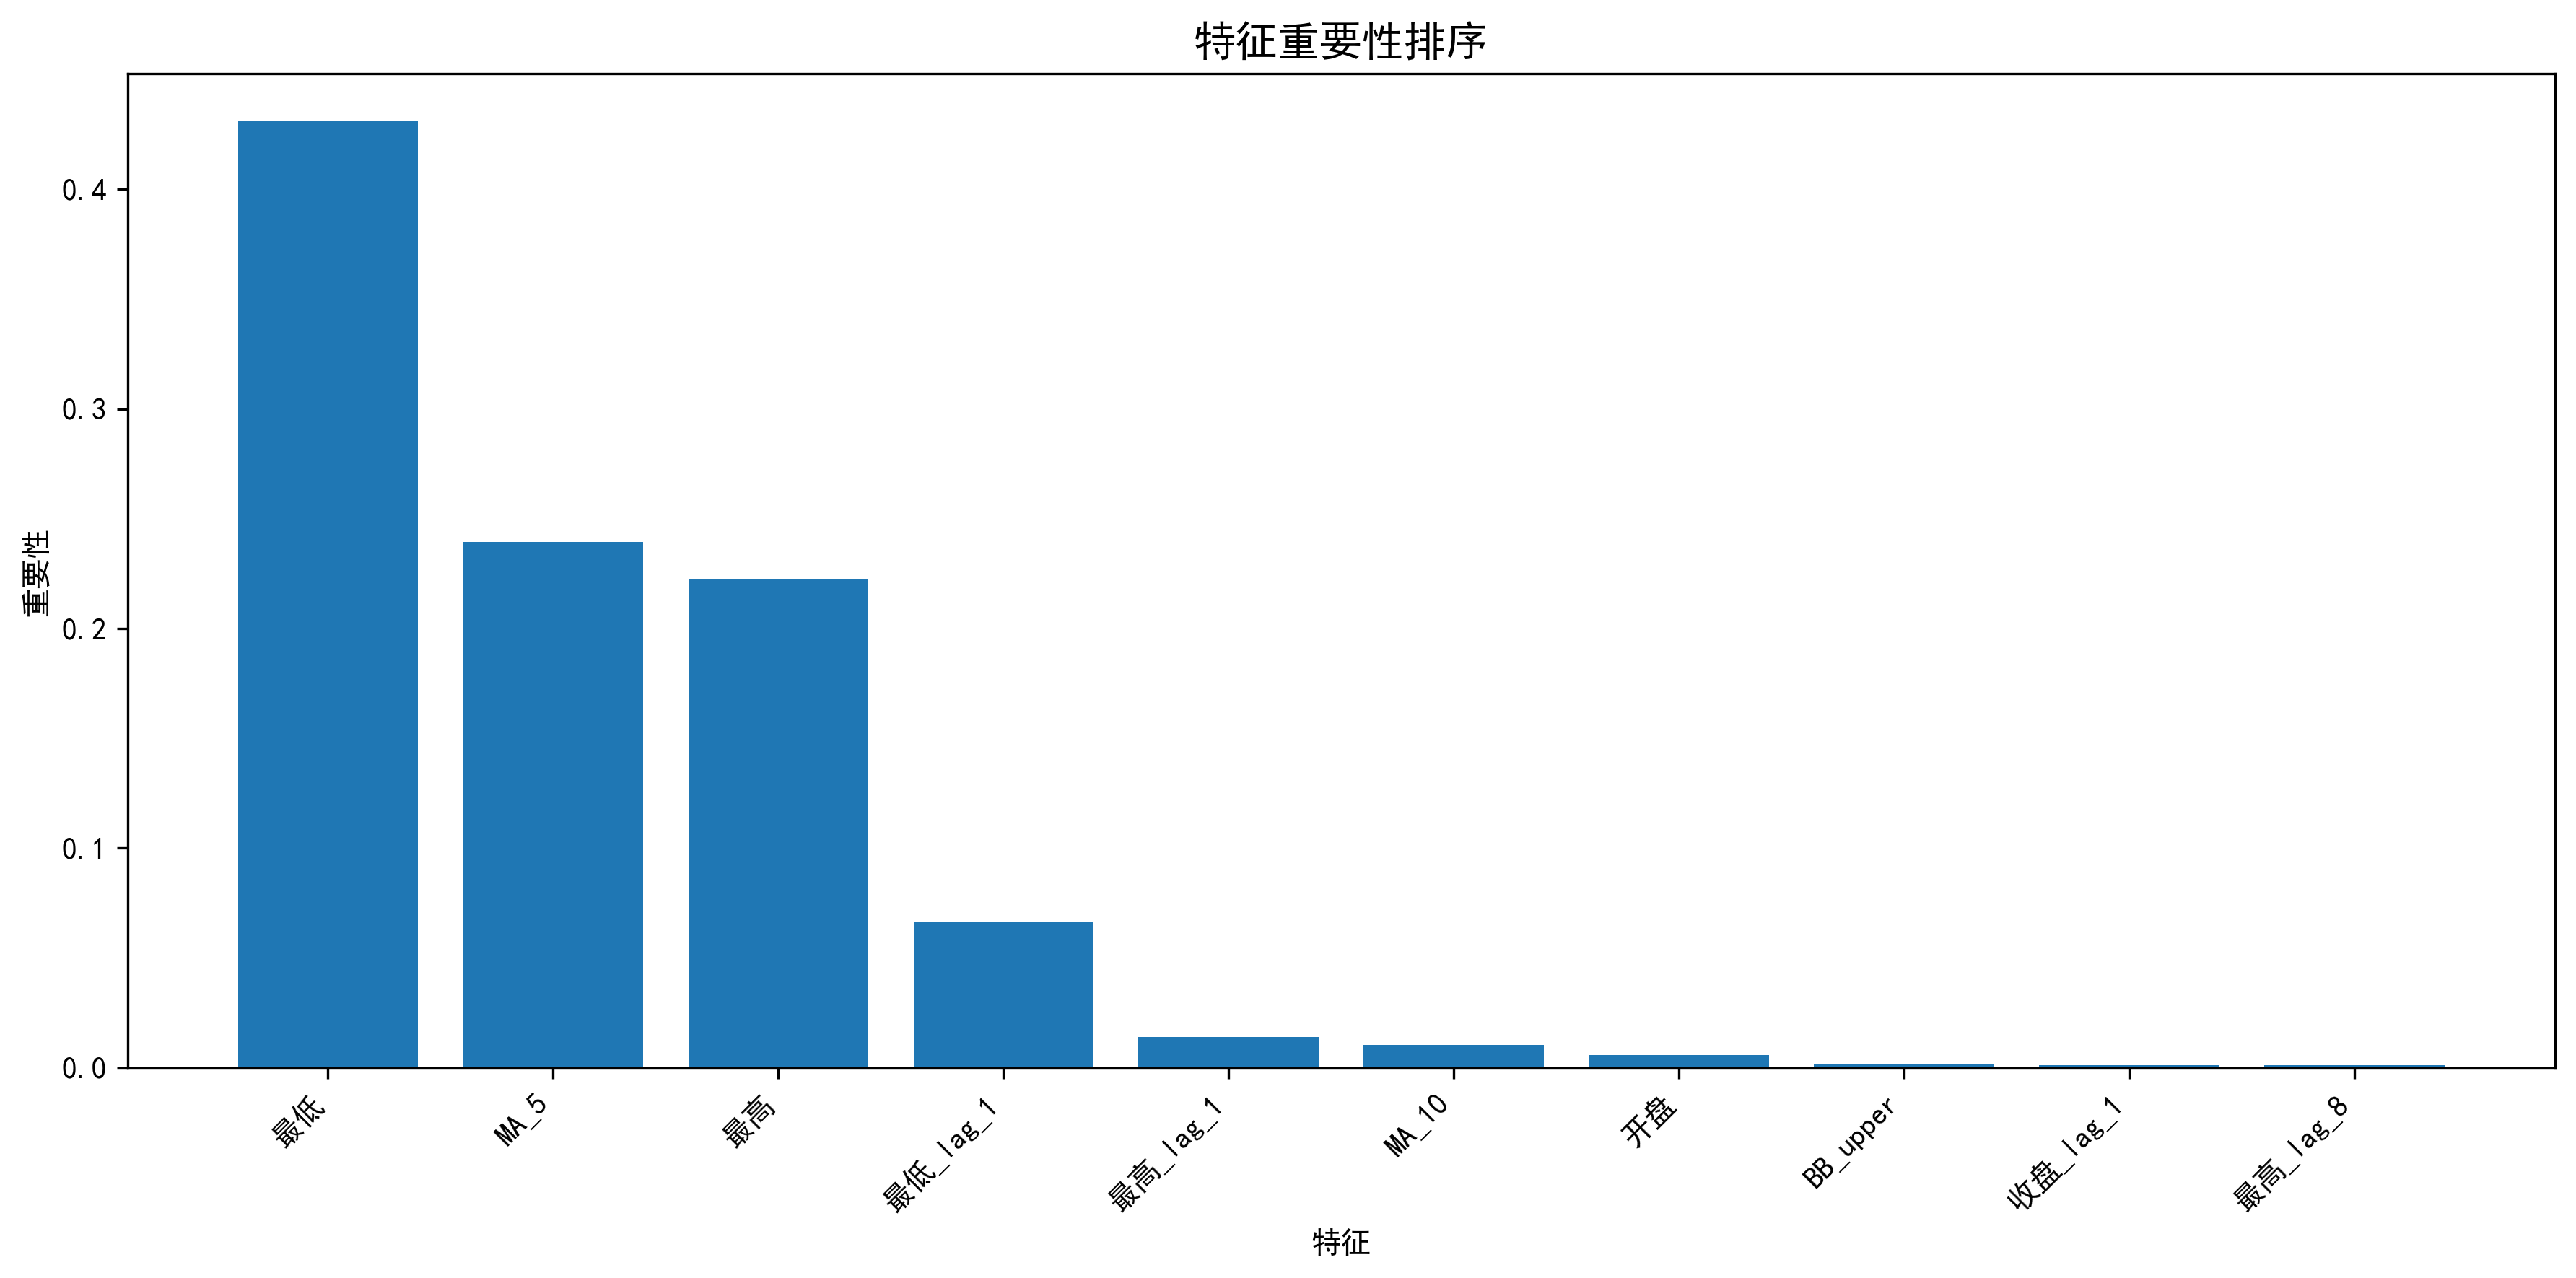 特征重要性排序
重要性
0.4
0.3
0.2
0.1
0.0
最低
MA_5
最高
最低_lag_1
最高_lag_1
MA_10
开盘
BB_upper
收盘_lag_1
最高_lag_8
特征